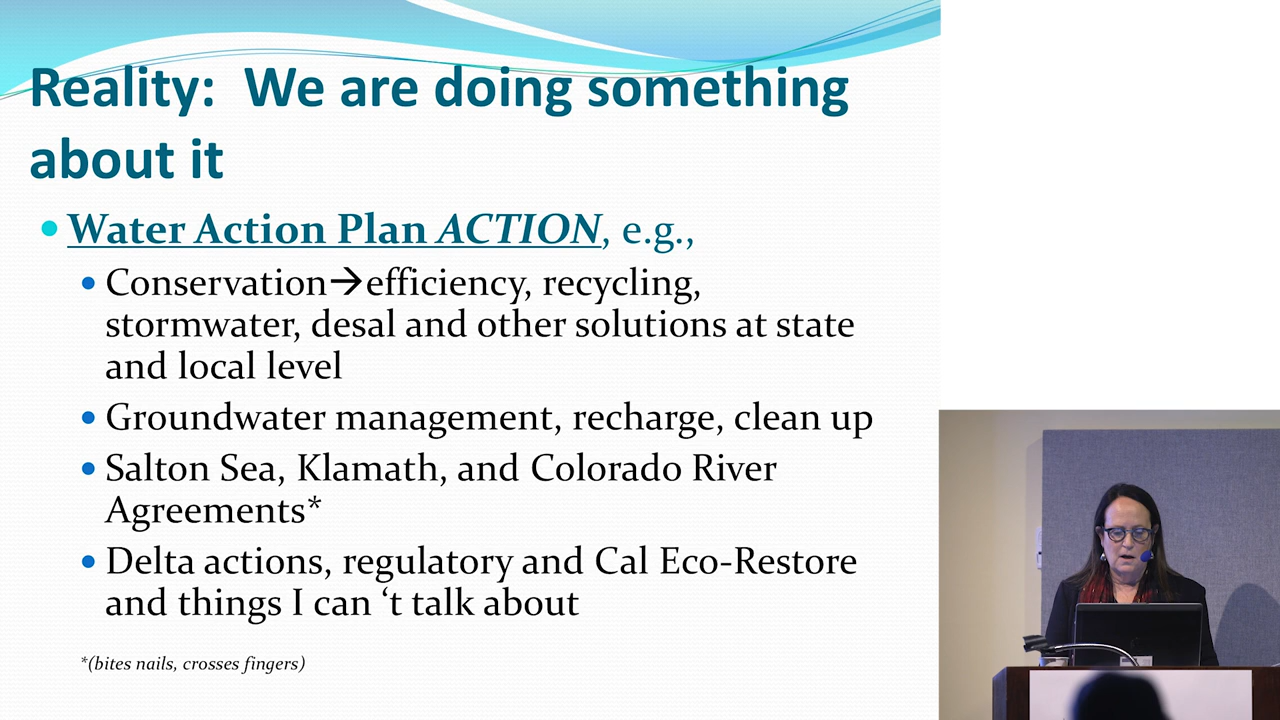 Reality:  We are doing something
about it
Water Action Plan ACTION, e.g.,
Conservation→efficiency, recycling,
stormwater, desal and other solutions at state
and local level
Groundwater management, recharge, clean up
Salton Sea, Klamath, and Colorado River
Agreements*
Delta actions, regulatory and Cal Eco-Restore
and things I can ‘t talk about
*(bites nails, crosses fingers)